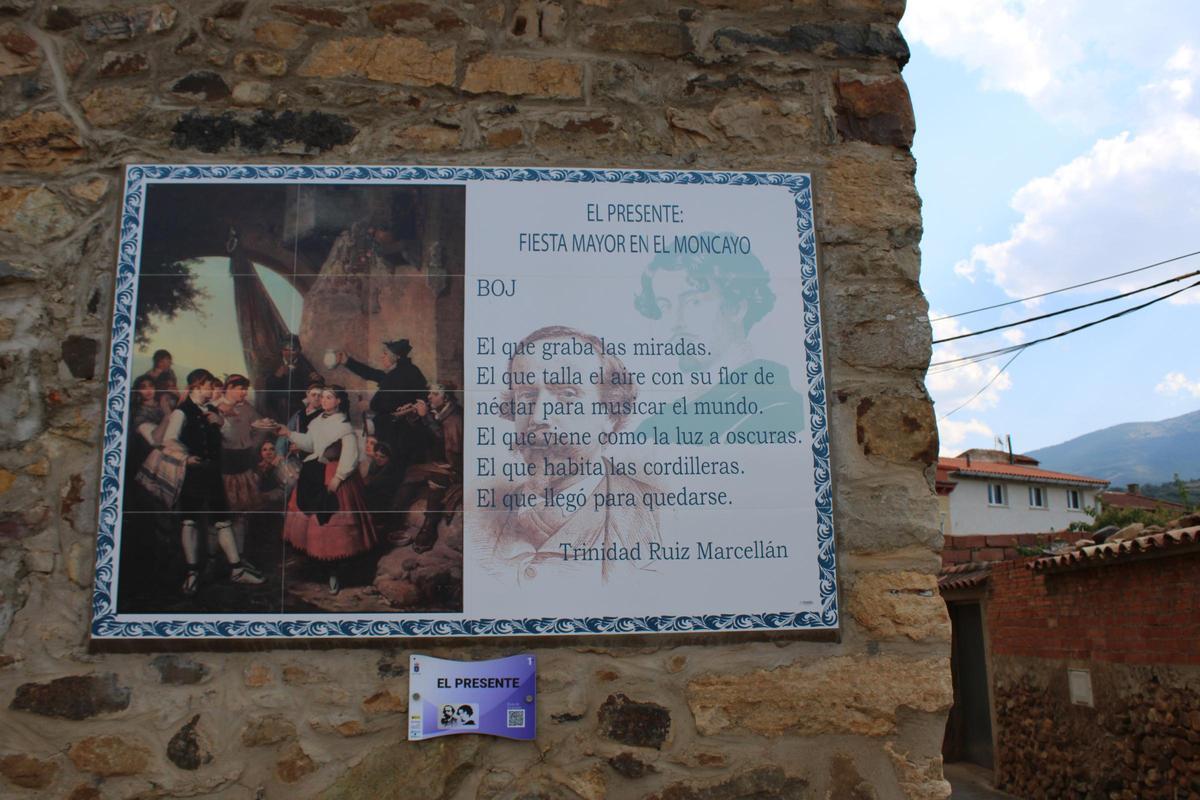 EL PRESENTE:
FIESTA MAYOR EN EL MONCAYO
BOJ
El que graba las miradas.
El que talla el aire con su flor de
néctar para musicar el mundo.
El que viene como la luz a oscuras.
El que habita las cordilleras.
El que llegó para quedarse.
Trinidad Ruiz Marcellán
1
EL PRESENTE